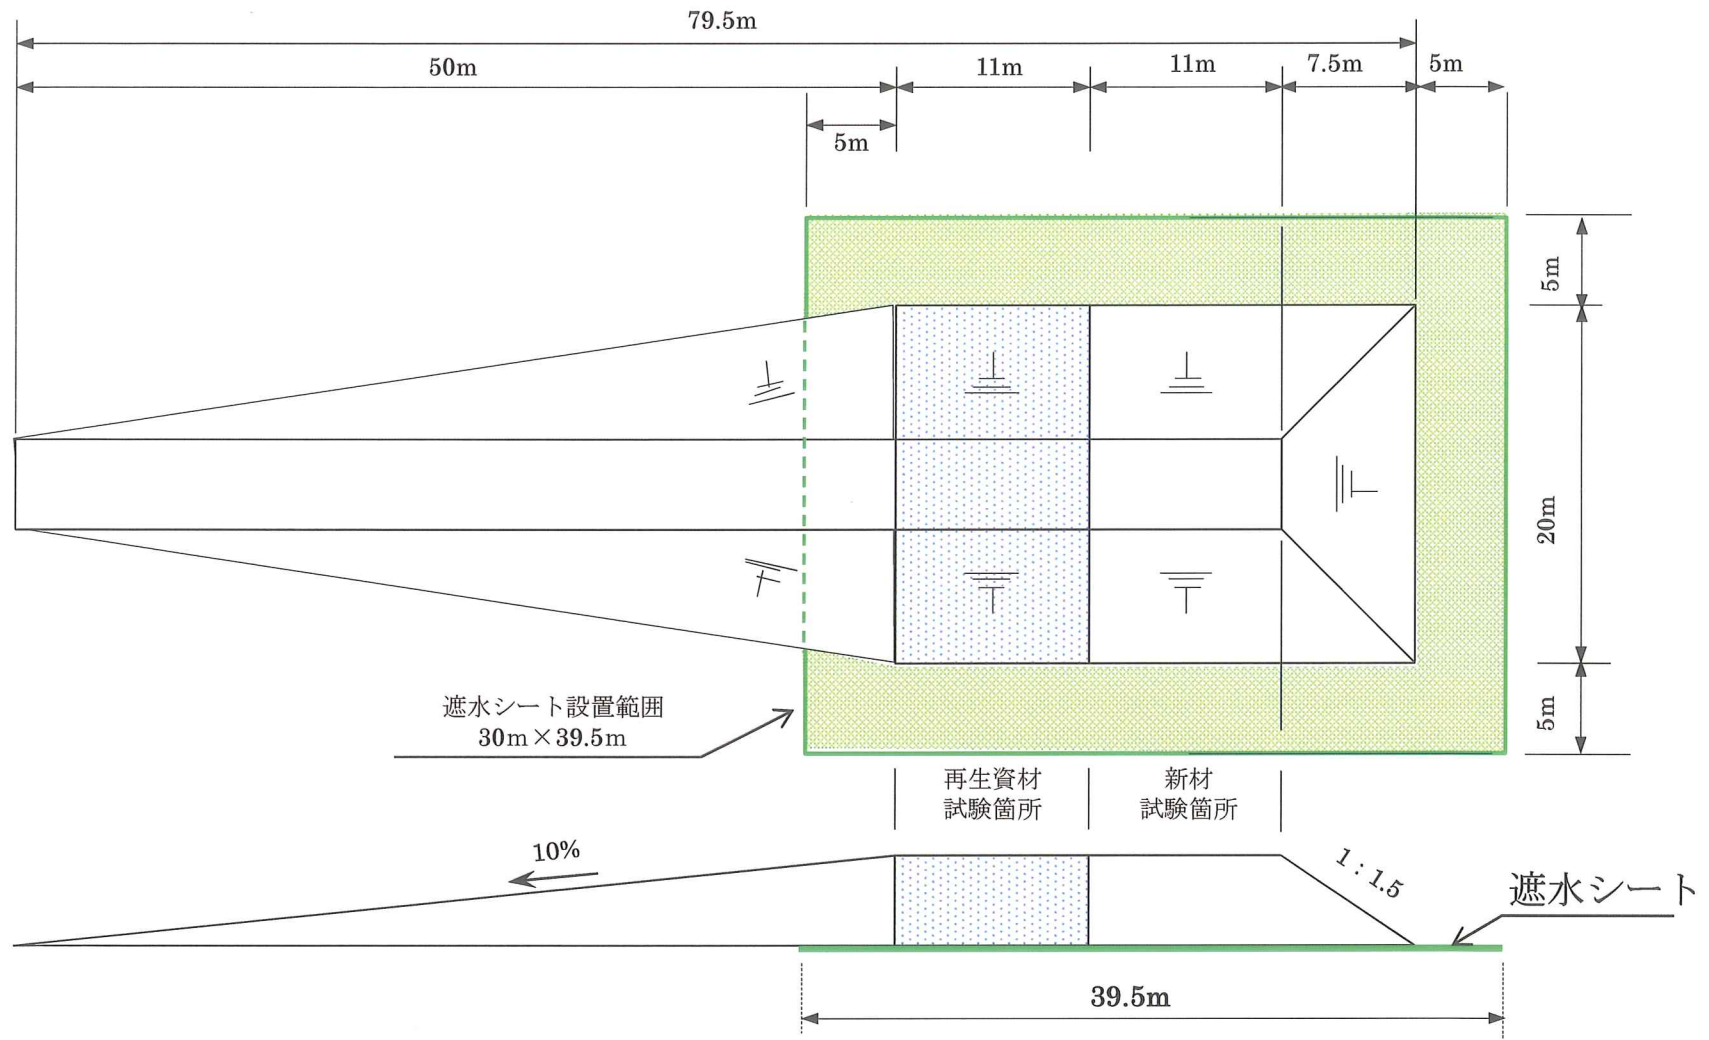 79.5m
50m
11m
11m
7.5m
5m
5m
5m
20m
5m
遮水シート設置範囲
30m×39.5m
再生資材
試験箇所
新材
試験箇所
10%
1：1.5
遮水シート
39.5m